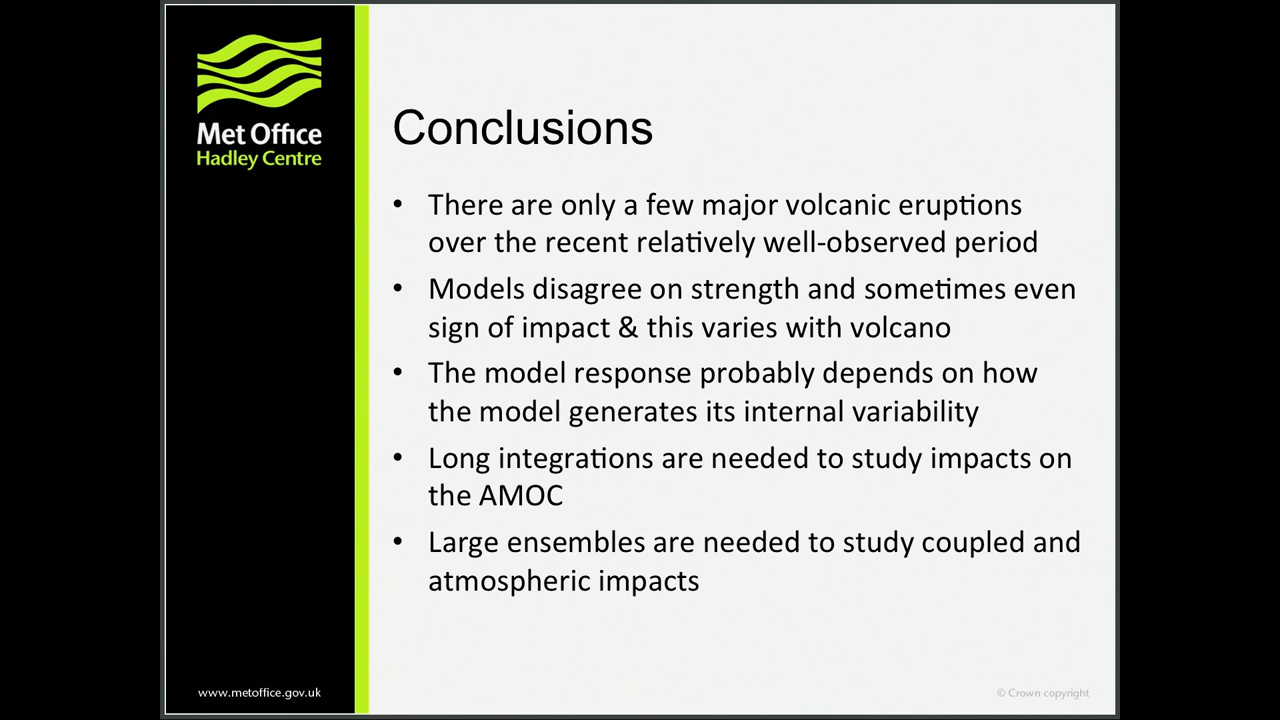 Met Office
Hadley Centre
Conclusions
• There are only a few major volcanic eruptions
over the recent relatively well-observed period
• Models disagree on strength and sometimes even
sign of impact & this varies with volcano
• The model response probably depends on how
the model generates its internal variability
• Long integrations are needed to study impacts on
the AMOC
• Large ensembles are needed to study coupled and
atmospheric impacts
www.metoffice.gov.uk
© Crown copyright